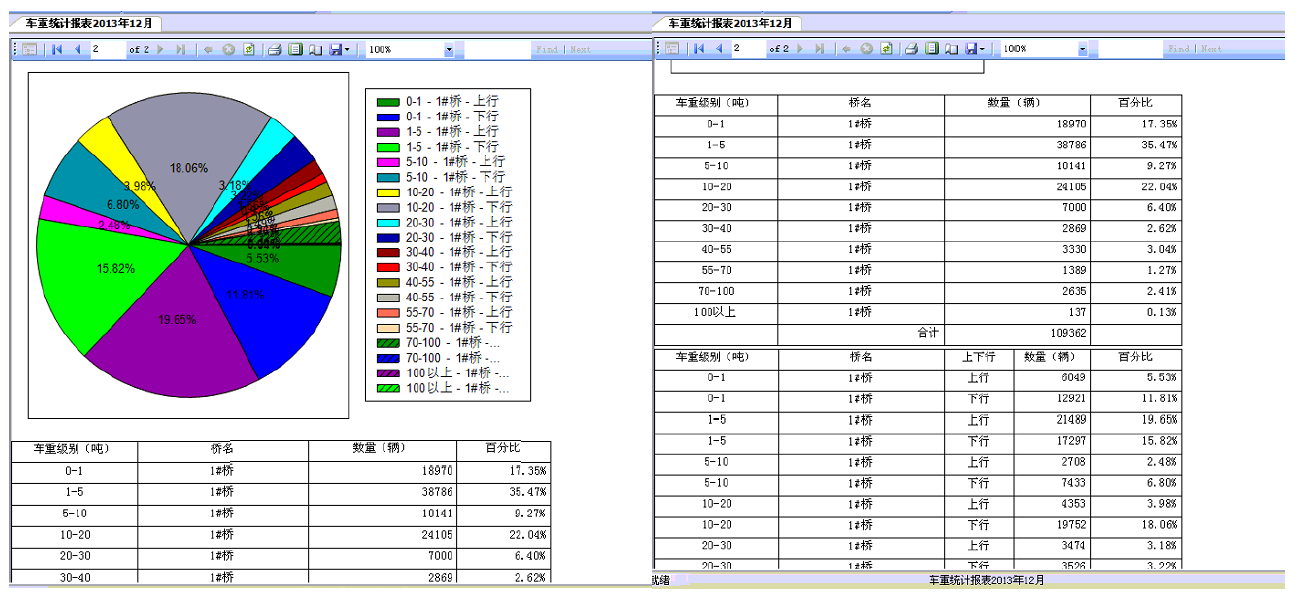 车重统计报表2013年12月
2 of 2 100% Find | Next
18.06%
3.98%
3.18%
6.80%
2.48%
5.53%
15.82%
11.81%
19.65%
0-1 - 1#桥 - 上行
0-1 - 1#桥 - 下行
1-5 - 1#桥 - 上行
1-5 - 1#桥 - 下行
5-10 - 1#桥 - 上行
5-10 - 1#桥 - 下行
10-20 - 1#桥 - 上行
10-20 - 1#桥 - 下行
20-30 - 1#桥 - 上行
20-30 - 1#桥 - 下行
30-40 - 1#桥 - 上行
30-40 - 1#桥 - 下行
40-55 - 1#桥 - 上行
40-55 - 1#桥 - 下行
55-70 - 1#桥 - 上行
55-70 - 1#桥 - 下行
70-100 - 1#桥 -...
70-100 - 1#桥 -...
100以上 - 1#桥 -...
100以上 - 1#桥 -...
车重级别（吨） 桥名 数量（辆） 百分比
0-1 1#桥 18970 17.35%
1-5 1#桥 38786 35.47%
5-10 1#桥 10141 9.27%
10-20 1#桥 24105 22.04%
20-30 1#桥 7000 6.40%
30-40 1#桥 2869 2.62%
车重统计报表2013年12月
2 of 2 100% Find | Next
车重级别（吨） 桥名 数量（辆） 百分比
0-1 1#桥 18970 17.35%
1-5 1#桥 38786 35.47%
5-10 1#桥 10141 9.27%
10-20 1#桥 24105 22.04%
20-30 1#桥 7000 6.40%
30-40 1#桥 2869 2.62%
40-55 1#桥 3330 3.04%
55-70 1#桥 1389 1.27%
70-100 1#桥 2635 2.41%
100以上 1#桥 137 0.13%
合计 109362
车重级别（吨） 桥名 上下行 数量（辆） 百分比
0-1 1#桥 上行 6049 5.53%
0-1 1#桥 下行 12921 11.81%
1-5 1#桥 上行 21489 19.65%
1-5 1#桥 下行 17297 15.82%
5-10 1#桥 上行 2708 2.48%
5-10 1#桥 下行 7433 6.80%
10-20 1#桥 上行 4353 3.98%
10-20 1#桥 下行 19752 18.06%
20-30 1#桥 上行 3474 3.18%
20-30 1#桥 下行 3526 3.22%
就绪 车重统计报表2013年12月